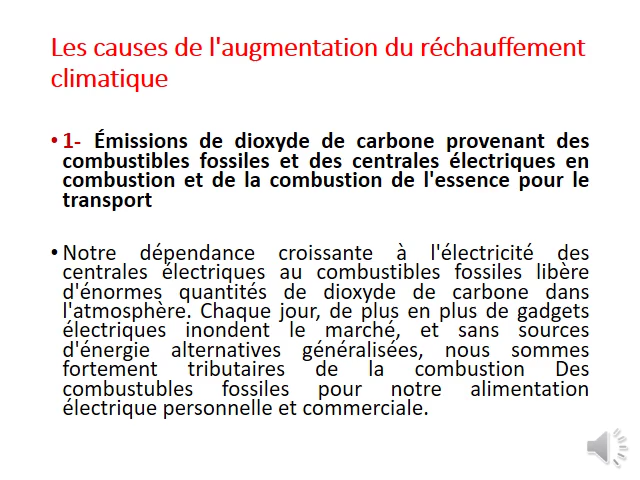 Les causes de l'augmentation du réchauffement
climatique
• 1- Émissions de dioxyde de carbone provenant des
combustibles fossiles et des centrales électriques en
combustion et de la combustion de l'essence pour le
transport
• Notre dépendance croissante à l'électricité des
centrales électriques au combustibles fossiles libère
d'énormes quantités de dioxyde de carbone dans
l'atmosphère. Chaque jour, de plus en plus de gadgets
électriques inondent le marché, et sans sources
d'énergie alternatives généralisées, nous sommes
fortement tributaires de la combustion Des
combustubles fossiles pour notre alimentation
électrique personnelle et commerciale.